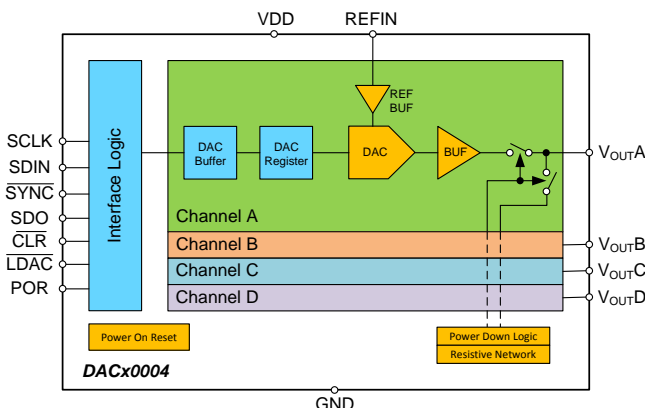 VDD REFIN
REF
BUF
SCLK
SDIN
SYNC
SDO
CLR
LDAC
POR
Interface Logic
DAC
Buffer
DAC
Register
DAC
BUF
VOUTA
Channel A
Channel B
VOUTB
Channel C
VOUTC
Channel D
VOUTD
Power On Reset
Power Down Logic
Resistive Network
DACx0004
GND